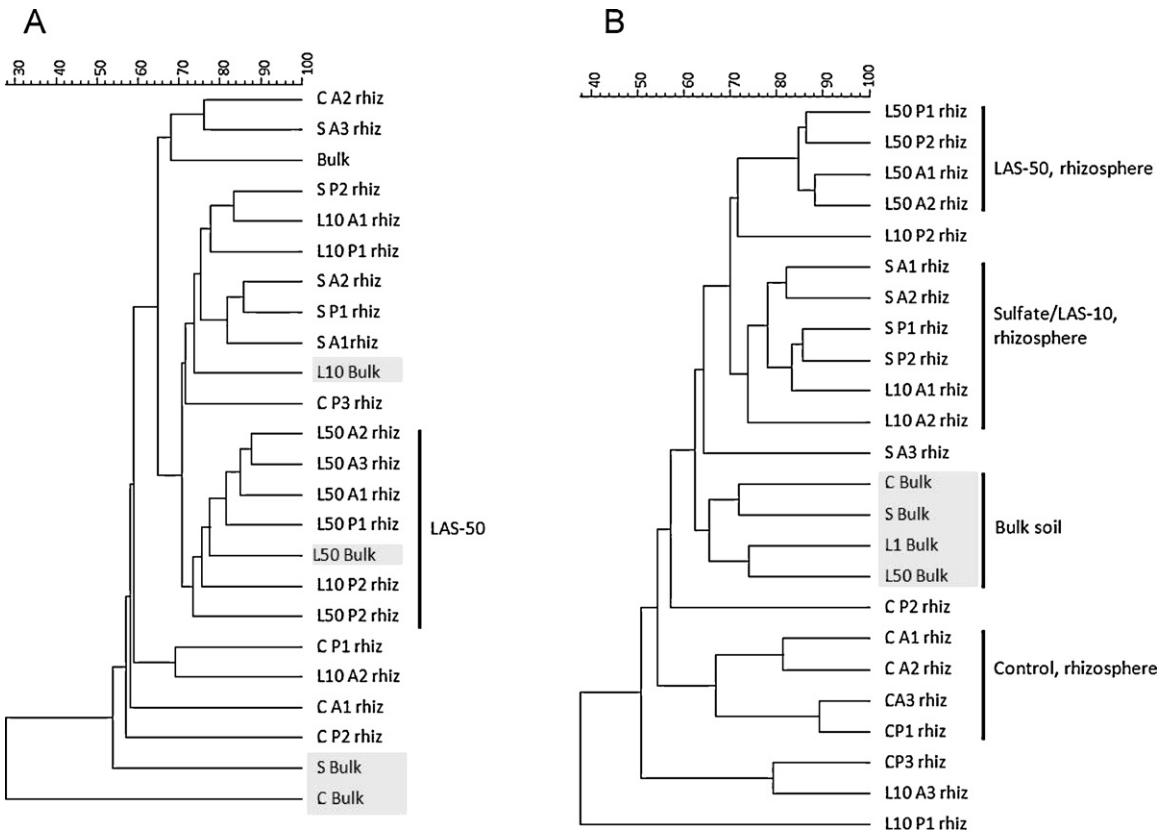 A
30 40 50 60 70 80 90 100
C A2 rhiz
S A3 rhiz
Bulk
S P2 rhiz
L10 A1 rhiz
L10 P1 rhiz
S A2 rhiz
S P1 rhiz
S A1rhiz
L10 Bulk
C P3 rhiz
L50 A2 rhiz
L50 A3 rhiz
L50 A1 rhiz
L50 P1 rhiz
L50 Bulk
L10 P2 rhiz
L50 P2 rhiz
LAS-50
C P1 rhiz
L10 A2 rhiz
C A1 rhiz
C P2 rhiz
S Bulk
C Bulk
B
40 50 60 70 80 90 100
L50 P1 rhiz
L50 P2 rhiz
L50 A1 rhiz
L50 A2 rhiz
LAS-50, rhizosphere
L10 P2 rhiz
S A1 rhiz
S A2 rhiz
S P1 rhiz
S P2 rhiz
L10 A1 rhiz
L10 A2 rhiz
Sulfate/LAS-10,
rhizosphere
S A3 rhiz
C Bulk
S Bulk
L1 Bulk
L50 Bulk
Bulk soil
C P2 rhiz
C A1 rhiz
C A2 rhiz
CA3 rhiz
CP1 rhiz
Control, rhizosphere
CP3 rhiz
L10 A3 rhiz
L10 P1 rhiz